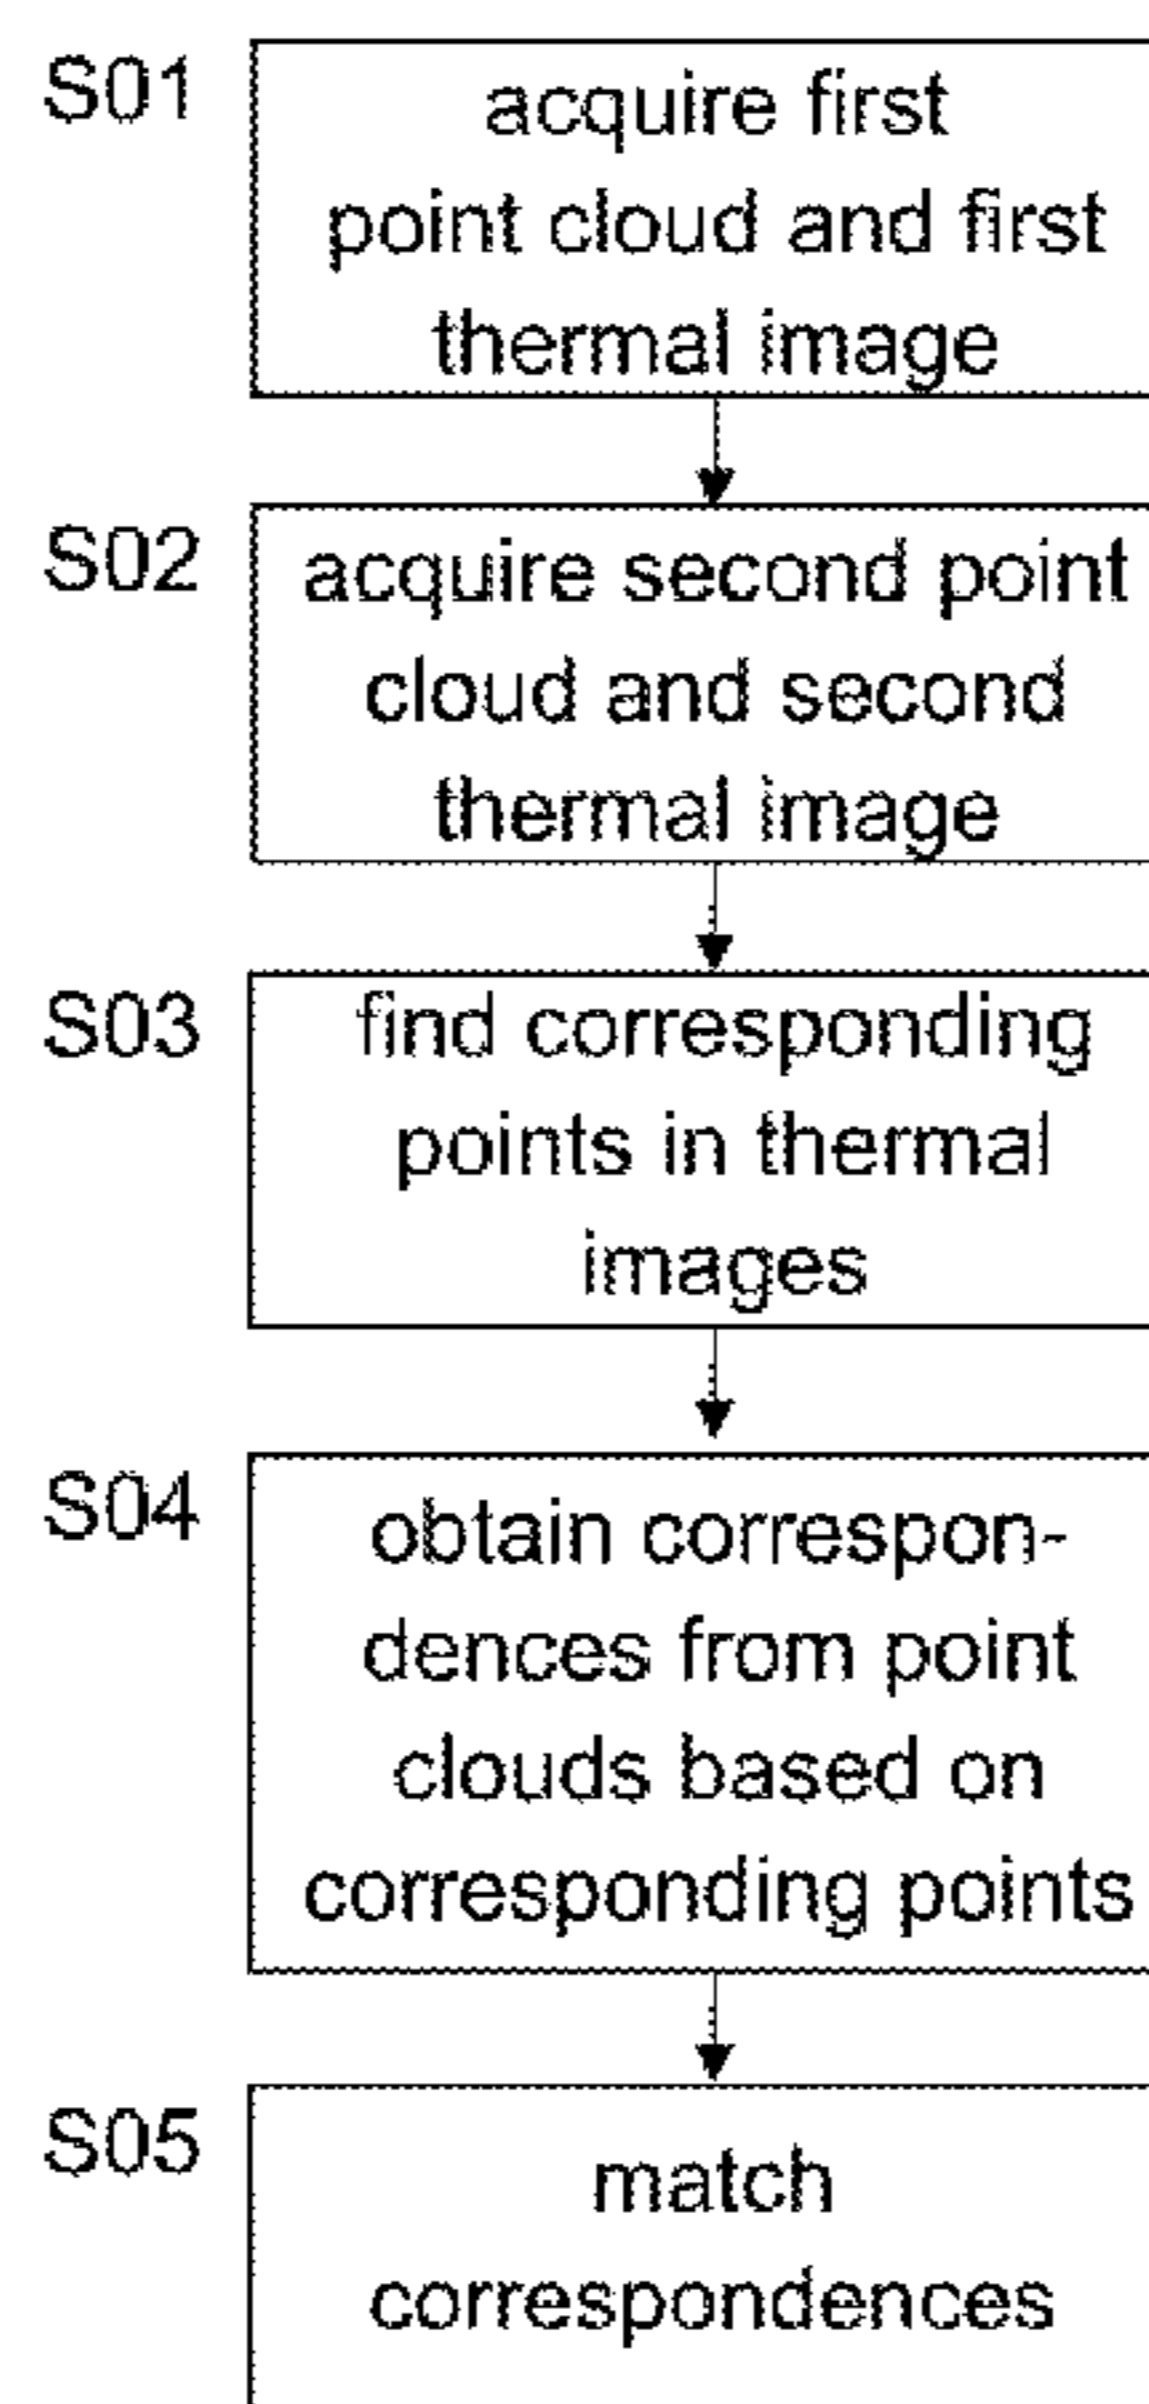 S01
acquire first
point cloud and first
thermal image
S02
acquire second point
cloud and second
thermal image
S03
find corresponding
points in thermal
images
S04
obtain correspon-
dences from point
clouds based on
corresponding points
S05
match
correspondences